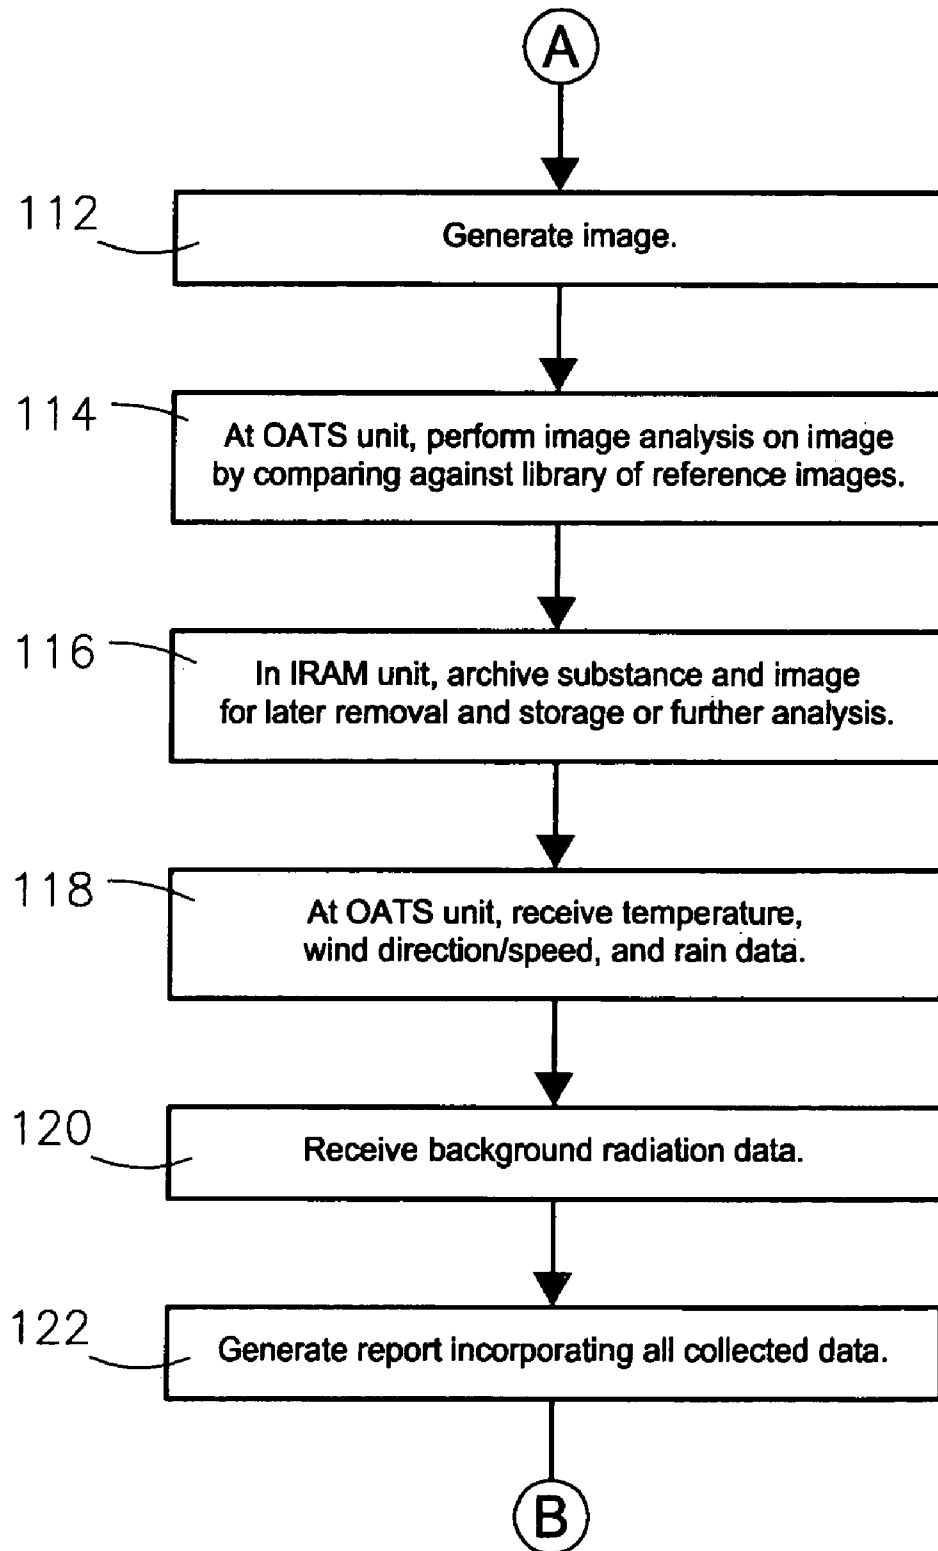 A
112
Generate image.
114
At OATS unit, perform image analysis on image
by comparing against library of reference images.
116
In IRAM unit, archive substance and image
for later removal and storage or further analysis.
118
At OATS unit, receive temperature,
wind direction/speed, and rain data.
120
Receive background radiation data.
122
Generate report incorporating all collected data.
B